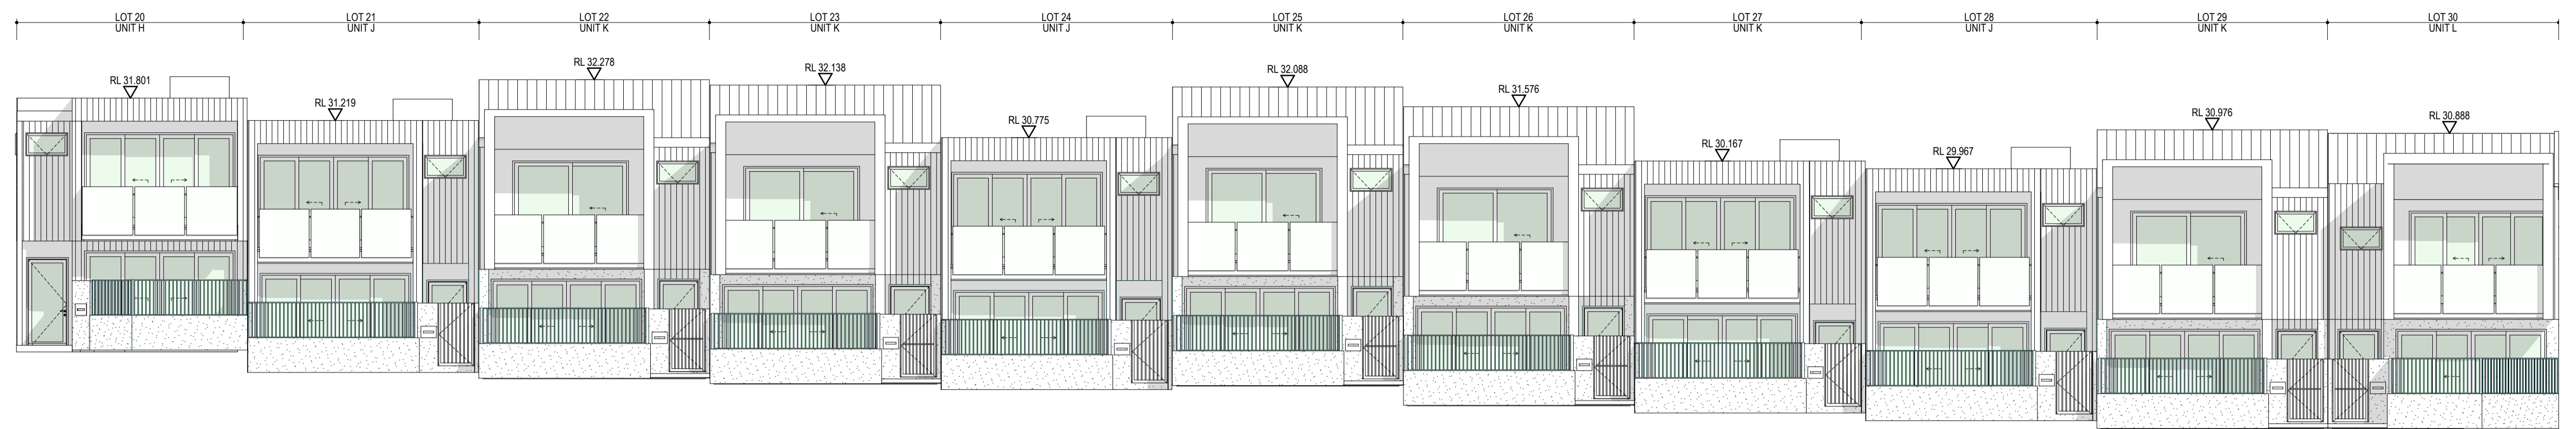 LOT 20
UNIT H
LOT 21
UNIT J
LOT 22
UNIT K
LOT 23
UNIT K
LOT 24
UNIT J
LOT 25
UNIT K
LOT 26
UNIT K
LOT 27
UNIT K
LOT 28
UNIT J
LOT 29
UNIT K
LOT 30
UNIT L
RL 31.801
RL 31.219
RL 32.278
RL 32.138
RL 30.775
RL 32.088
RL 31.576
RL 30.167
RL 29.967
RL 30.976
RL 30.888